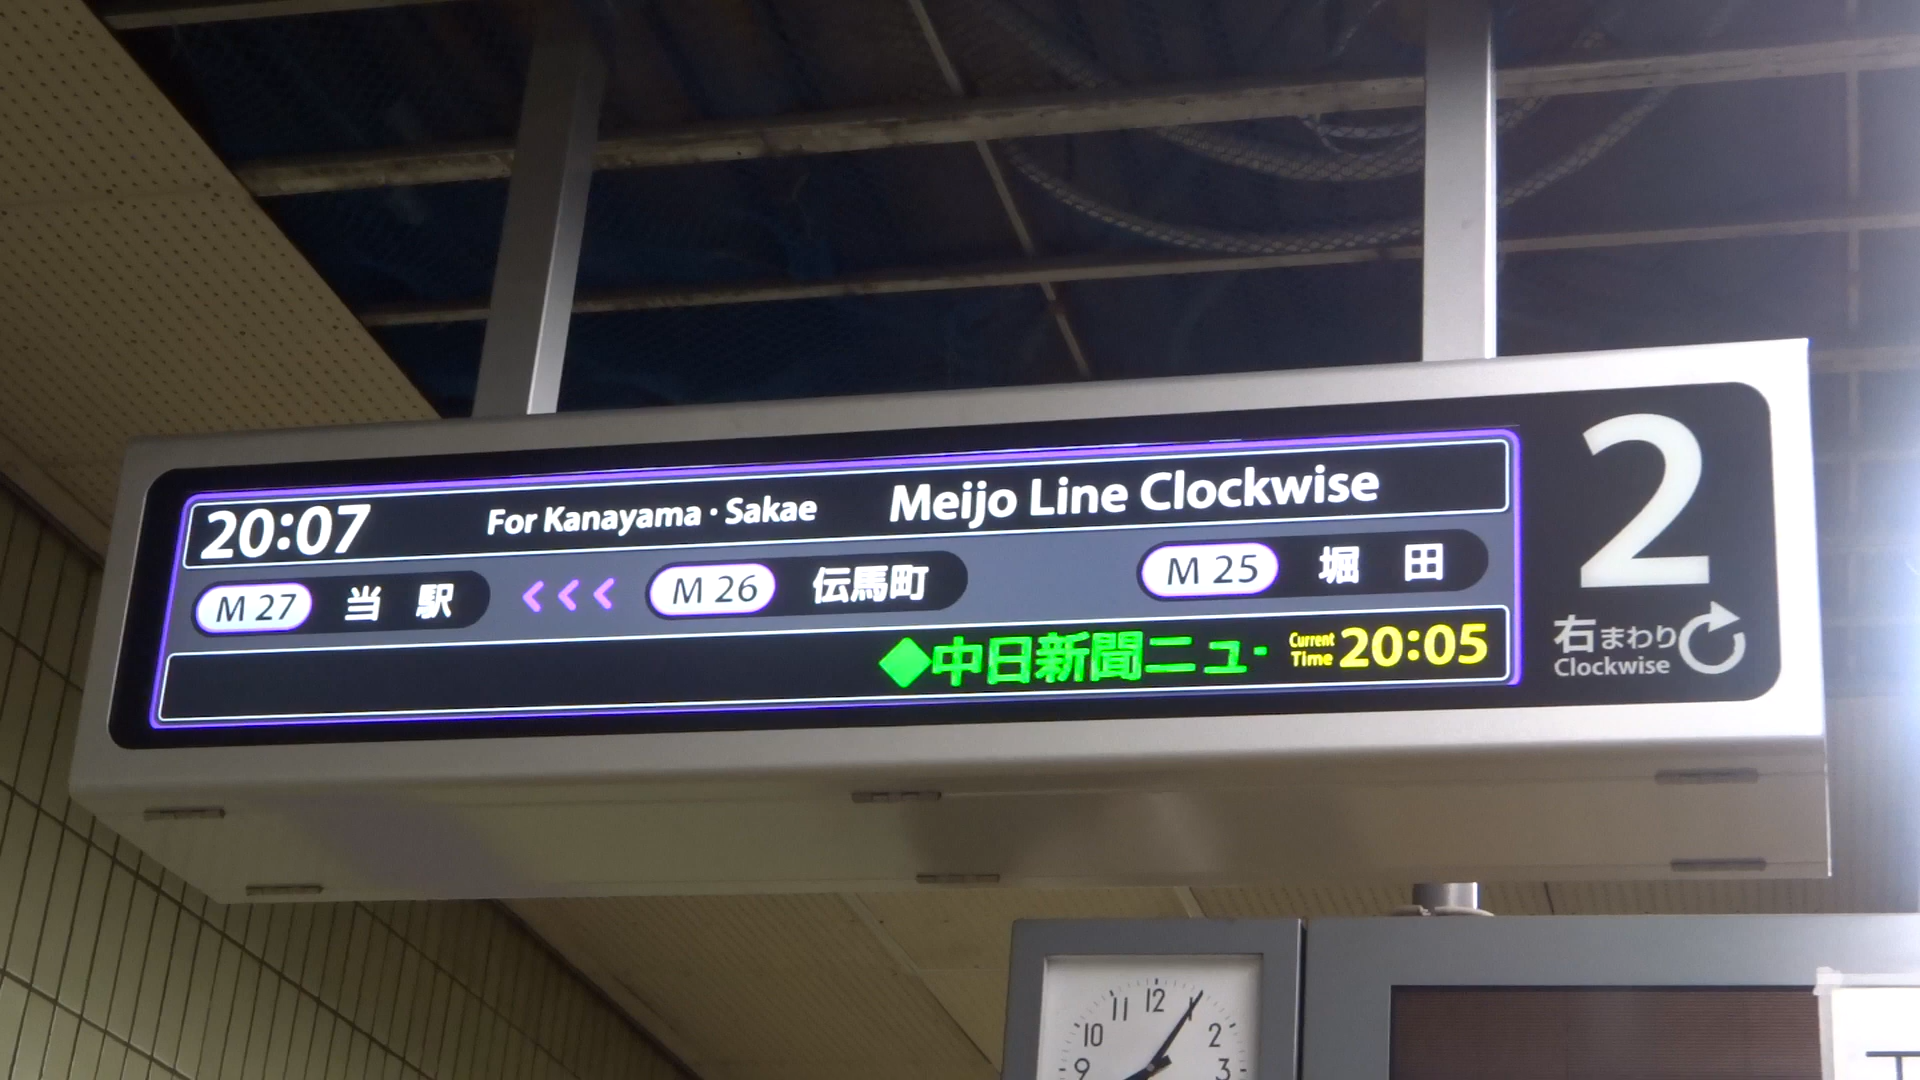 20:07 For Kanayama・Sakae Meijo Line Clockwise
M 27 当駅 <<< M 26 伝馬町 M 25 堀田
◆中日新聞ニュ
Current Time 20:05
2
右まわり
Clockwise
11 12 1
10 2
9 3